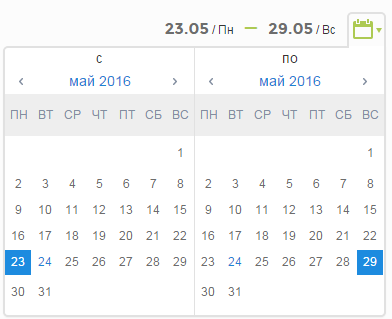 23.05 / Пн — 29.05 / Вс
с по
‹ май 2016 › ‹ май 2016 ›
ПН ВТ СР ЧТ ПТ СБ ВС ПН ВТ СР ЧТ ПТ СБ ВС
1 1
2 3 4 5 6 7 8 2 3 4 5 6 7 8
9 10 11 12 13 14 15 9 10 11 12 13 14 15
16 17 18 19 20 21 22 16 17 18 19 20 21 22
23 24 25 26 27 28 29 23 24 25 26 27 28 29
30 31 30 31